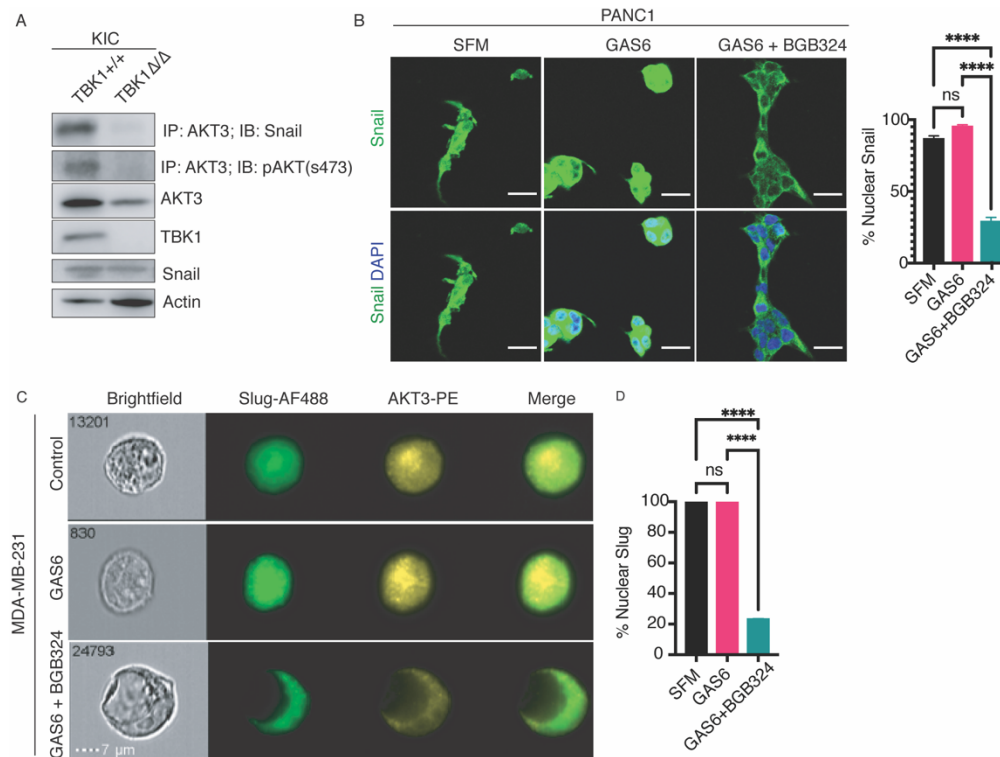 A
KIC
TBK1+/+
TBK1Δ/Δ
IP: AKT3; IB: Snail
IP: AKT3; IB: pAKT(s473)
AKT3
TBK1
Snail
Actin
B
PANC1
SFM
GAS6
GAS6 + BGB324
Snail
Snail DAPI
****
****
ns
% Nuclear Snail
100
50
0
SFM
GAS6
GAS6+BGB324
C
Brightfield
Slug-AF488
AKT3-PE
Merge
MDA-MB-231
Control
13201
GAS6
830
GAS6 + BGB324
24793
7 µm
D
****
****
ns
% Nuclear Slug
100
80
60
40
20
0
SFM
GAS6
GAS6+BGB324